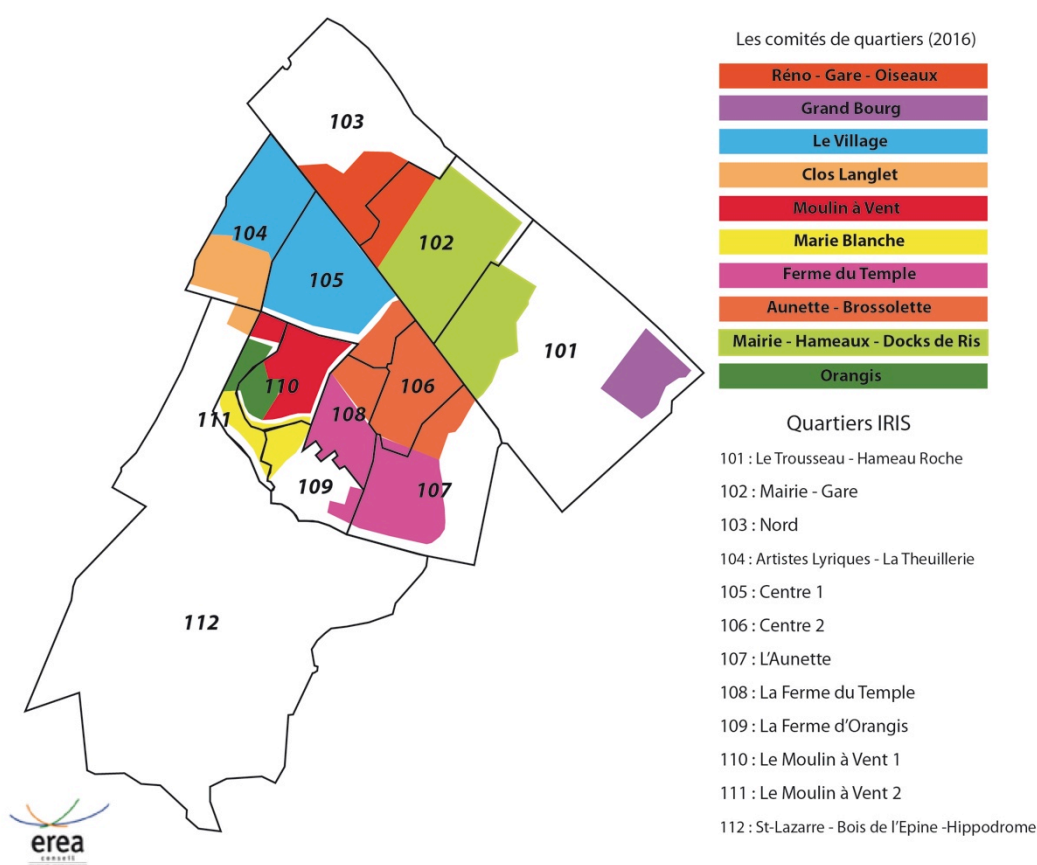 Les comités de quartiers (2016)
Réno - Gare - Oiseaux
Grand Bourg
Le Village
Clos Langlet
Moulin à Vent
Marie Blanche
Ferme du Temple
Aunette - Brossolette
Mairie - Hameaux - Docks de Ris
Orangis
Quartiers IRIS
101 : Le Trousseau - Hameau Roche
102 : Mairie - Gare
103 : Nord
104 : Artistes Lyriques - La Theuillerie
105 : Centre 1
106 : Centre 2
107 : L'Aunette
108 : La Ferme du Temple
109 : La Ferme d'Orangis
110 : Le Moulin à Vent 1
111 : Le Moulin à Vent 2
112 : St-Lazarre - Bois de l'Epine -Hippodrome
103
104
102
105
101
106
110
108
111
109
107
112
erea
conseil